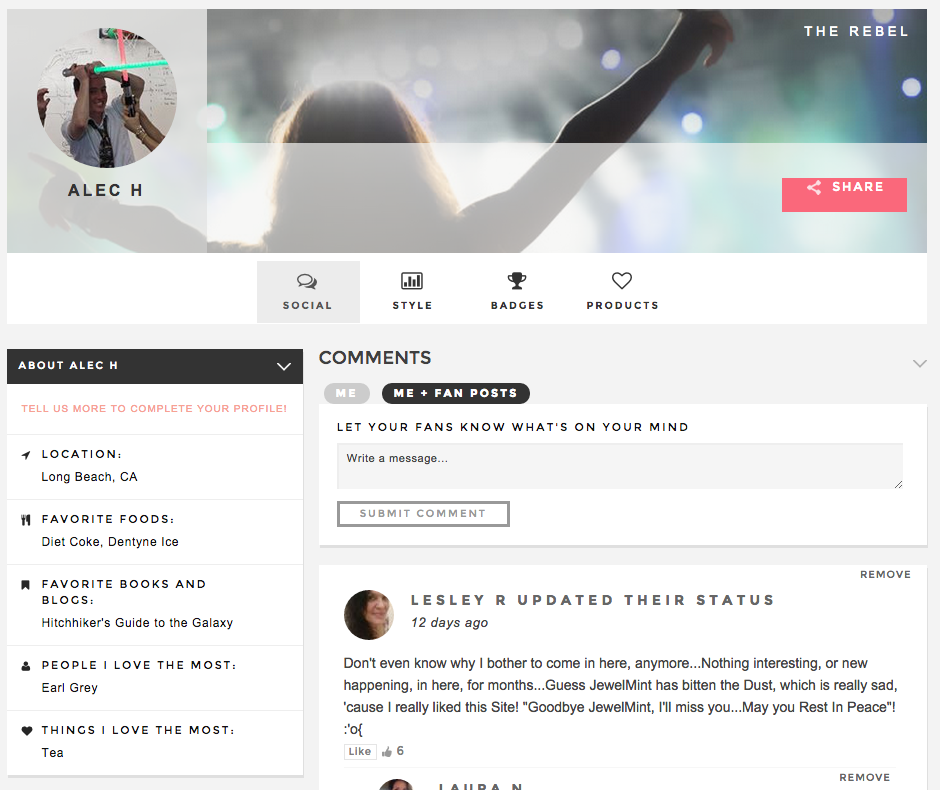 THE REBEL
ALEC H
SHARE
SOCIAL
STYLE
BADGES
PRODUCTS
ABOUT ALEC H
TELL US MORE TO COMPLETE YOUR PROFILE!
LOCATION:
Long Beach, CA
FAVORITE FOODS:
Diet Coke, Dentyne Ice
FAVORITE BOOKS AND
BLOGS:
Hitchhiker's Guide to the Galaxy
PEOPLE I LOVE THE MOST:
Earl Grey
THINGS I LOVE THE MOST:
Tea
COMMENTS
ME
ME + FAN POSTS
LET YOUR FANS KNOW WHAT'S ON YOUR MIND
Write a message...
SUBMIT COMMENT
REMOVE
LESLEY R UPDATED THEIR STATUS
12 days ago
Don't even know why I bother to come in here, anymore...Nothing interesting, or new
happening, in here, for months...Guess JewelMint has bitten the Dust, which is really sad,
'cause I really liked this Site! "Goodbye JewelMint, I'll miss you...May you Rest In Peace"!
:'o{
Like 6
REMOVE
LAURA N